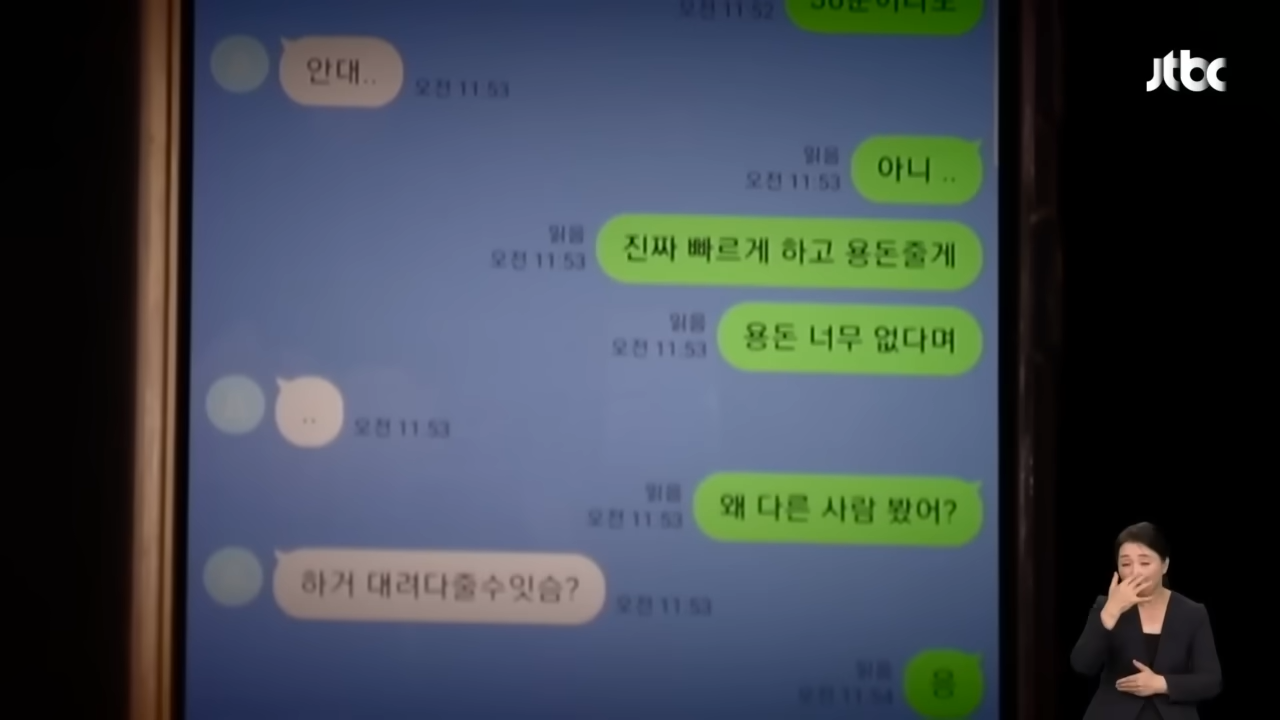 오전 11:52
안대..
오전 11:53
jtbc
읽음
오전 11:53
아니 ..
읽음
오전 11:53
진짜 빠르게 하고 용돈줄게
읽음
오전 11:53
용돈 너무 없다며
..
오전 11:53
읽음
오전 11:53
왜 다른 사람 봤어?
하거 대려다줄수잇슴?
오전 11:53
읽음
오전 11:54
응